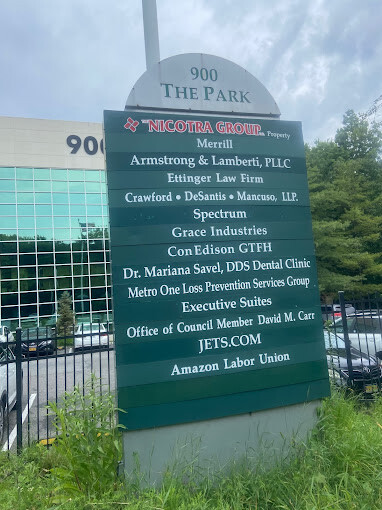 900
THE PARK
900
THE NICOTRA GROUP Property
Merrill
Armstrong & Lamberti, PLLC
Ettinger Law Firm
Crawford • DeSantis • Mancuso, LLP.
Spectrum
Grace Industries
ConEdison GTFH
Dr. Mariana Savel, DDS Dental Clinic
Metro One Loss Prevention Services Group
Executive Suites
Office of Council Member David M. Carr
JETS.COM
Amazon Labor Union